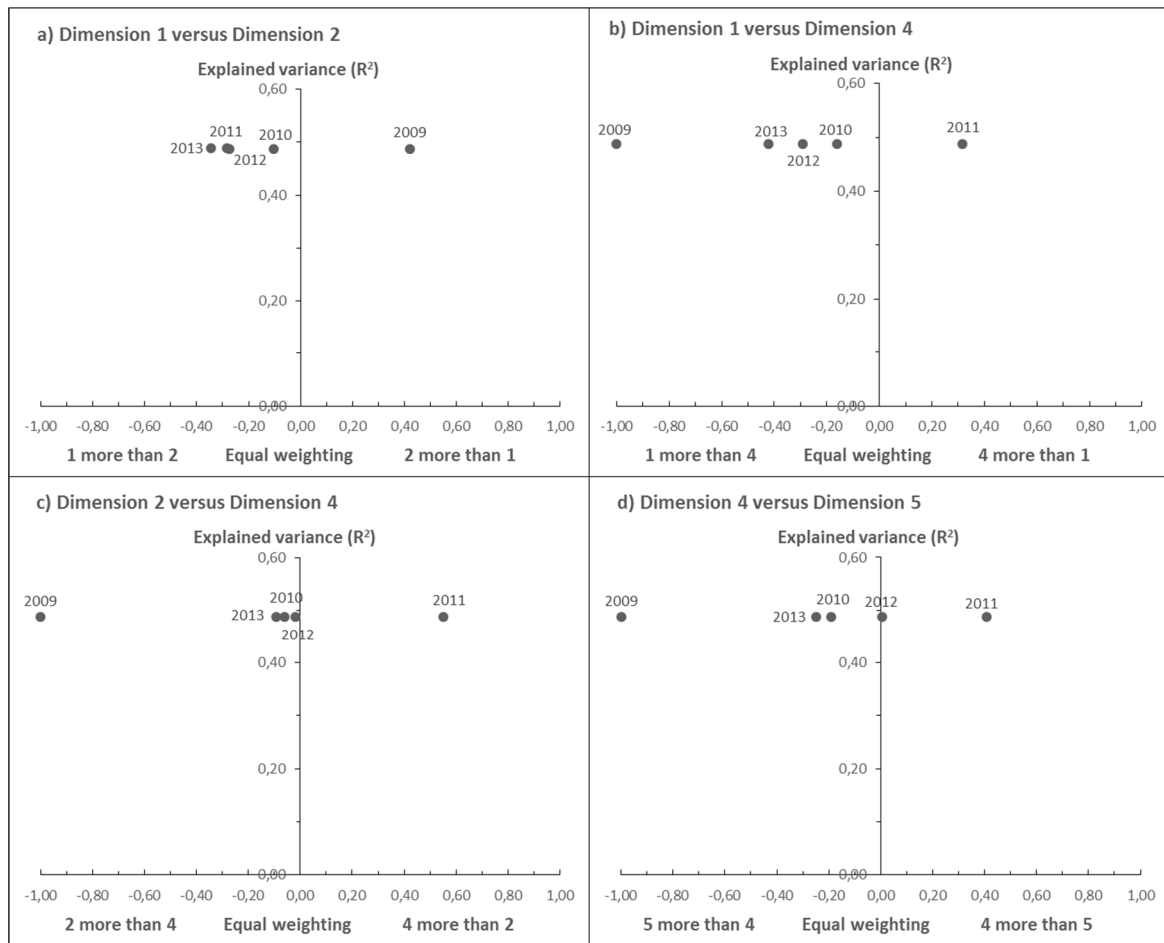 a) Dimension 1 versus Dimension 2
Explained variance (R²)
0,60
2011
2010
2009
2013
2012
0,40
0,20
0,00
-1,00 -0,80 -0,60 -0,40 -0,20 0,00 0,20 0,40 0,60 0,80 1,00
1 more than 2 Equal weighting 2 more than 1
b) Dimension 1 versus Dimension 4
Explained variance (R²)
0,60
2009
2013
2010
2011
2012
0,40
0,20
0,00
-1,00 -0,80 -0,60 -0,40 -0,20 0,00 0,20 0,40 0,60 0,80 1,00
1 more than 4 Equal weighting 4 more than 1
c) Dimension 2 versus Dimension 4
Explained variance (R²)
0,60
2009
2010
2011
2013
2012
0,40
0,20
0,00
-1,00 -0,80 -0,60 -0,40 -0,20 0,00 0,20 0,40 0,60 0,80 1,00
2 more than 4 Equal weighting 4 more than 2
d) Dimension 4 versus Dimension 5
Explained variance (R²)
0,60
2009
2010
2012
2011
2013
0,40
0,20
0,00
-1,00 -0,80 -0,60 -0,40 -0,20 0,00 0,20 0,40 0,60 0,80 1,00
5 more than 4 Equal weighting 4 more than 5